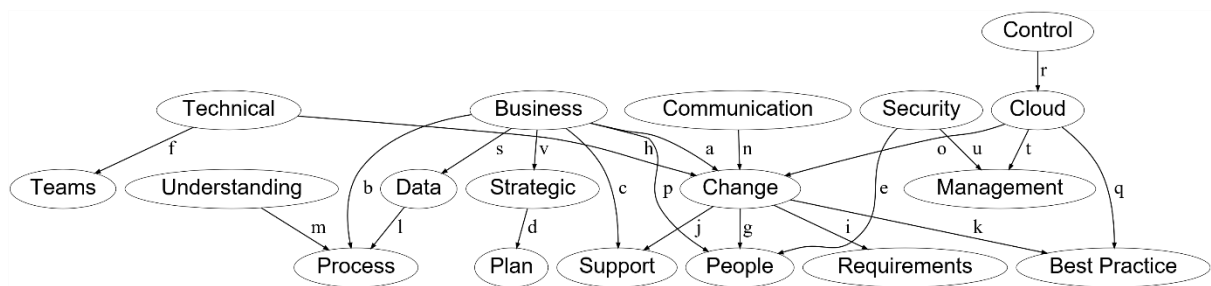 Control
r
Technical Business Communication Security Cloud
f s v h a n o u t
Teams Understanding Data Strategic Change Management
b c p e q
m l d j g i k
Process Plan Support People Requirements Best Practice